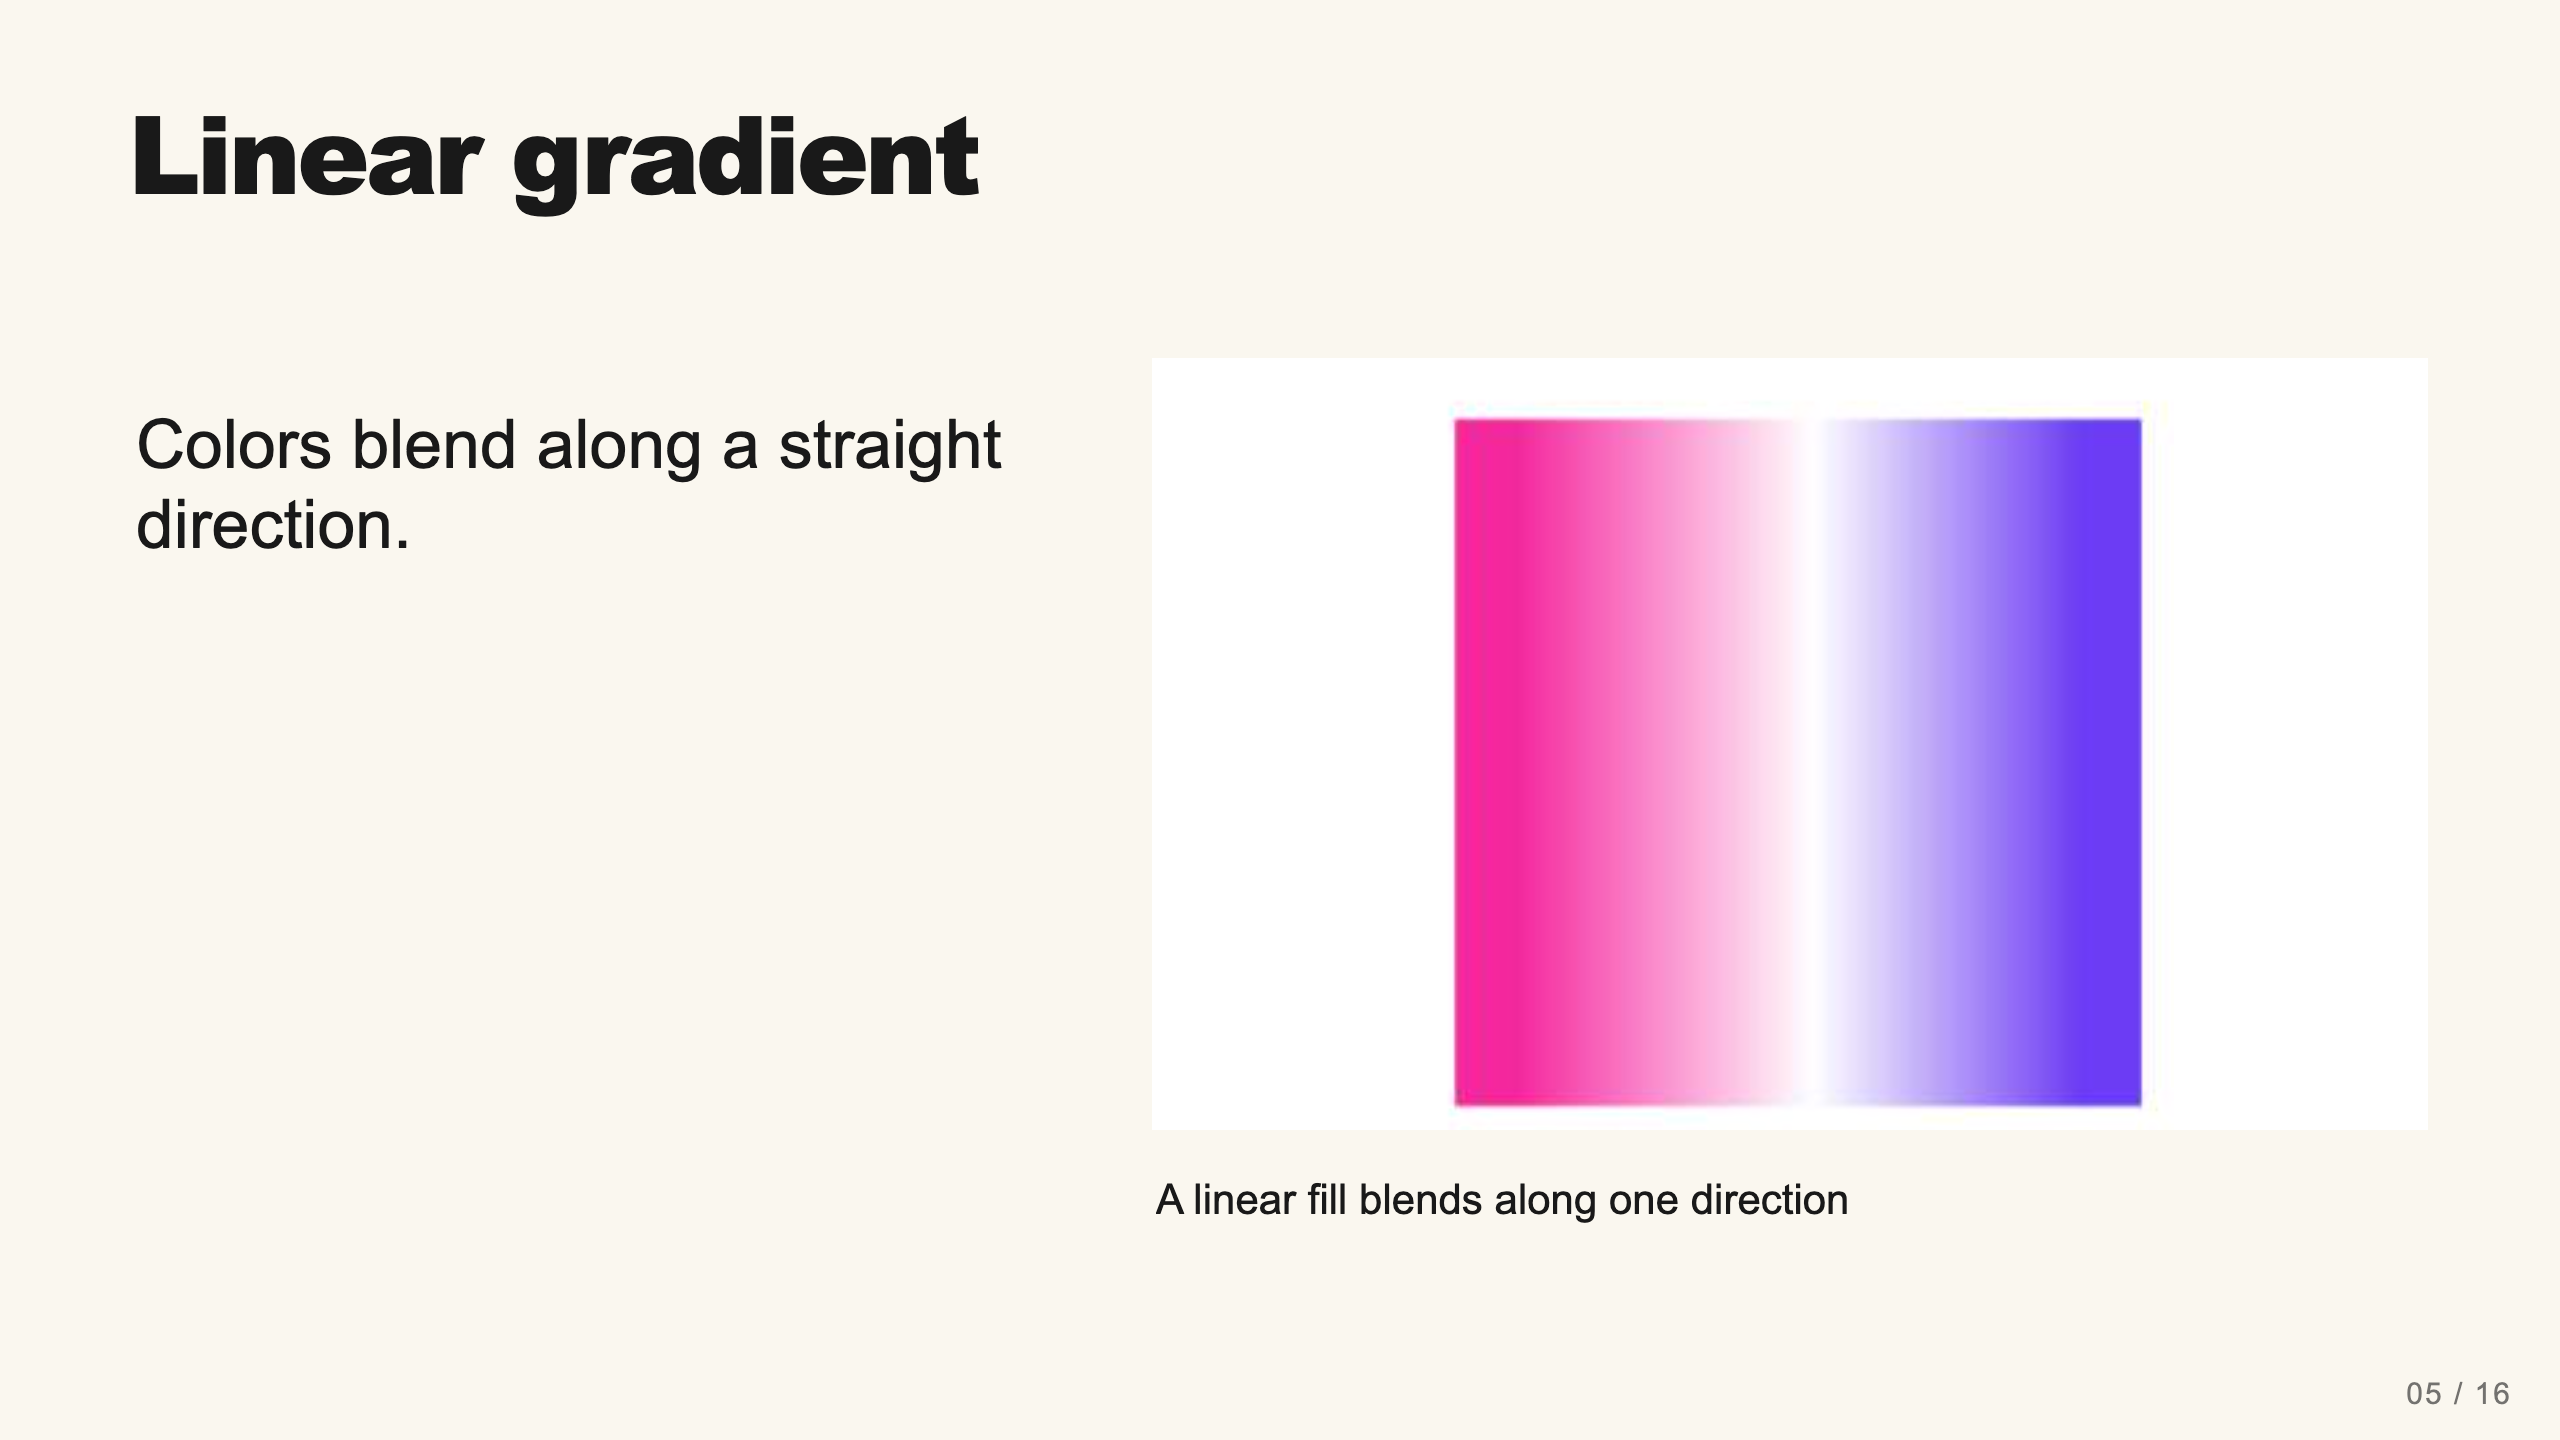 Linear gradient
Colors blend along a straight
direction.
A linear fill blends along one direction
05 / 16